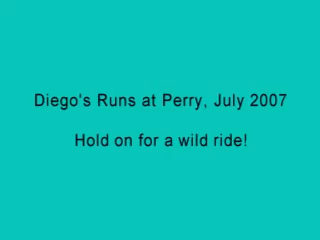 Diego's Runs at Perry, July 2007
Hold on for a wild ride!